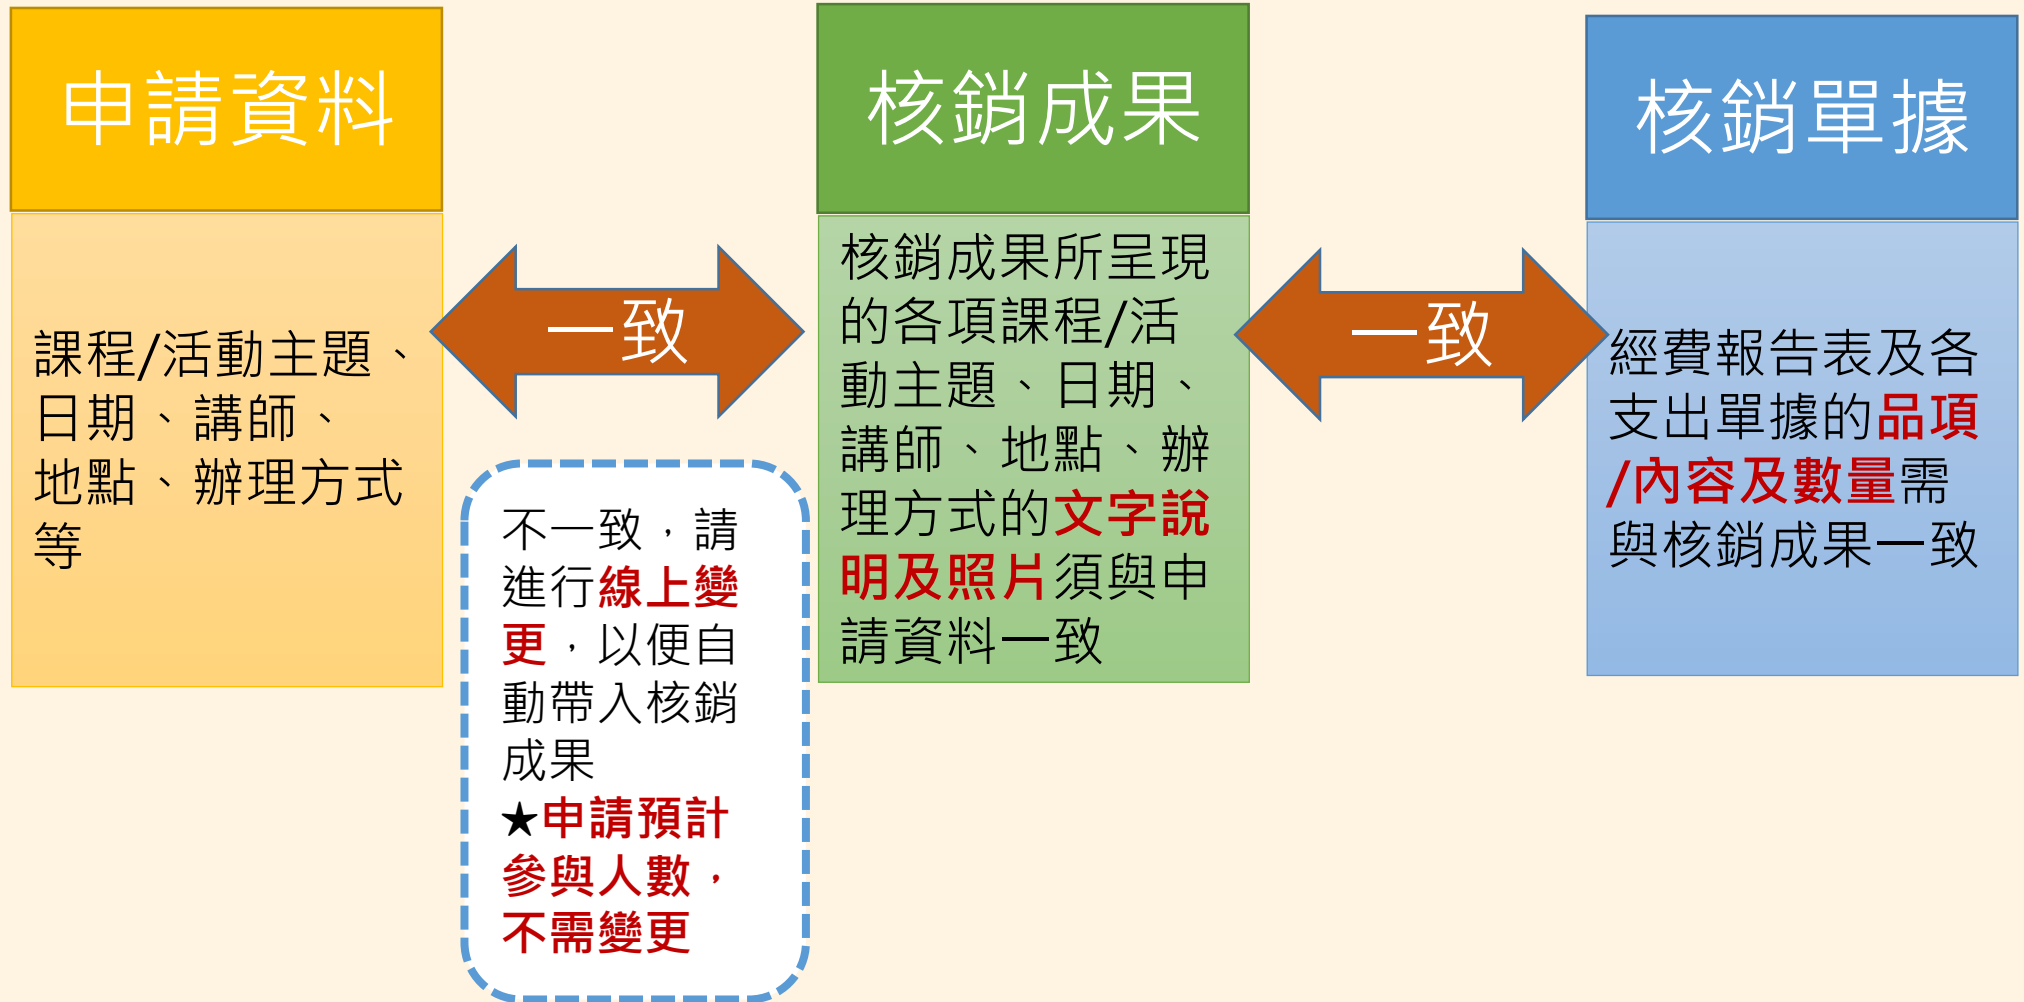 申請資料
課程/活動主題、
日期、講師、
地點、辦理方式
等
一致
不一致，請
進行線上變
更，以便自
動帶入核銷
成果
★申請預計
參與人數，
不需變更
核銷成果
核銷成果所呈現
的各項課程/活
動主題、日期、
講師、地點、辦
理方式的文字說
明及照片須與申
請資料一致
一致
核銷單據
經費報告表及各
支出單據的品項
/內容及數量需
與核銷成果一致